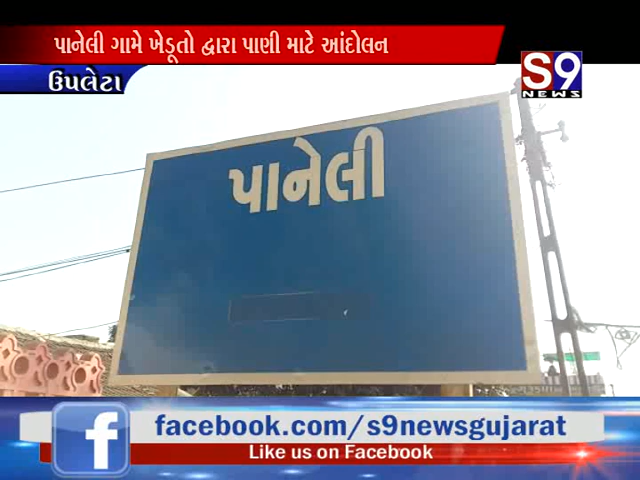 પાનેલી ગામે ખેડૂતો દ્વારા પાણી માટે આંદોલન
ઉપલેટા
S9
NEWS
પાનેલી
facebook.com/s9newsgujarat
Like us on Facebook